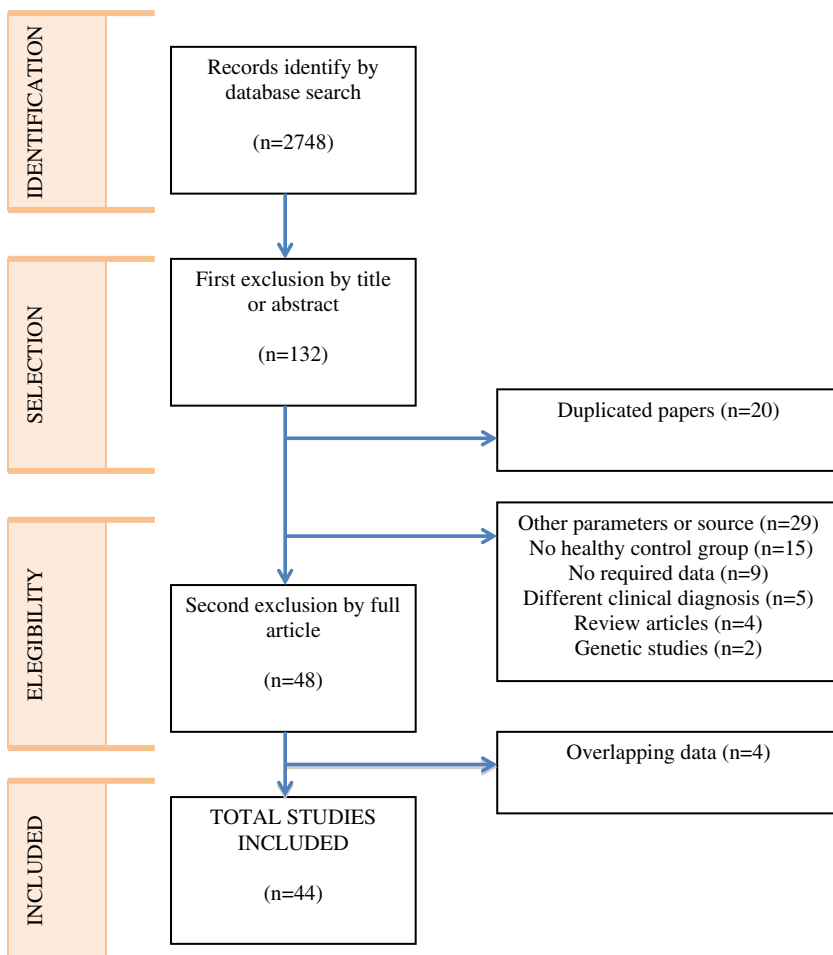 IDENTIFICATION
Records identify by
database search
(n=2748)
SELECTION
First exclusion by title
or abstract
(n=132)
Duplicated papers (n=20)
ELEGIBILITY
Other parameters or source (n=29)
No healthy control group (n=15)
No required data (n=9)
Different clinical diagnosis (n=5)
Review articles (n=4)
Genetic studies (n=2)
Second exclusion by full
article
(n=48)
Overlapping data (n=4)
INCLUDED
TOTAL STUDIES
INCLUDED
(n=44)